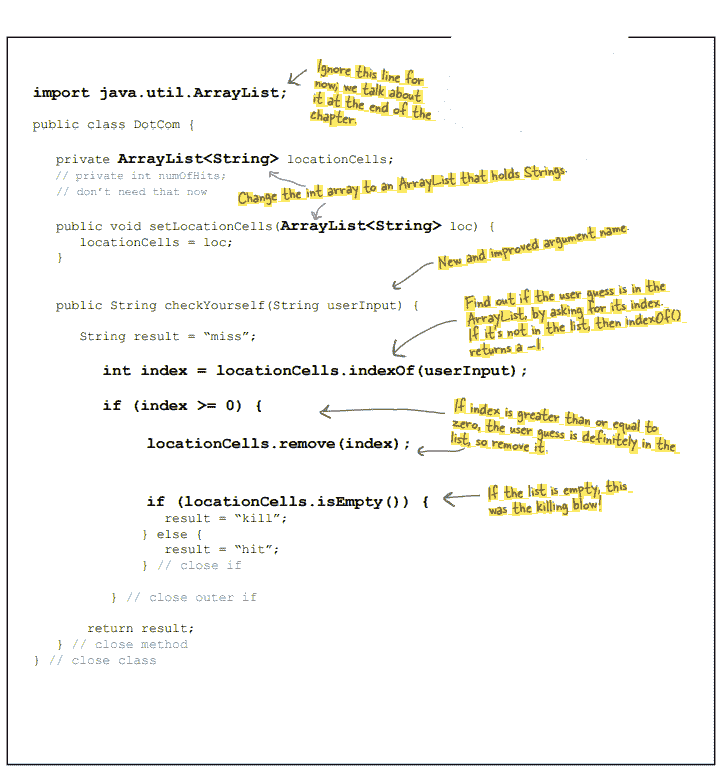 Ignore this line for
now; we talk about
it at the end of the
chapter.
import java.util.ArrayList;
public class DotCom {
private ArrayList<String> locationCells;
// private int numOfHits;
// don’t need that now
Change the int array to an ArrayList that holds Strings.
public void setLocationCells(ArrayList<String> loc) {
locationCells = loc;
}
New and improved argument name.
public String checkYourself(String userInput) {
Find out if the user guess is in the
ArrayList, by asking for its index.
If it's not in the list, then indexOf()
returns a -1.
String result = “miss”;
int index = locationCells.indexOf(userInput);
if (index >= 0) {
If index is greater than or equal to
zero, the user guess is definitely in the
list, so remove it.
locationCells.remove(index);
if (locationCells.isEmpty()) {
If the list is empty, this
was the killing blow!
result = “kill”;
} else {
result = “hit”;
} // close if
} // close outer if
return result;
} // close method
} // close class